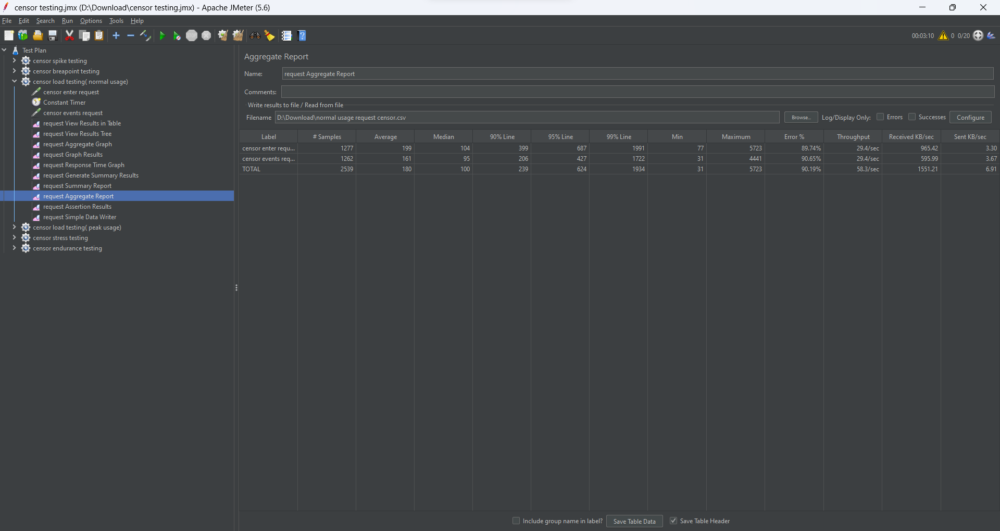 censor testing.jmx (D:\Download\censor testing.jmx) - Apache JMeter (5.6)
File Edit Search Run Options Tools Help
00:03:10 0 0/20
Test Plan
censor spike testing
censor breapoint testing
censor load testing( normal usage)
censor enter request
Constant Timer
censor events request
request View Results in Table
request View Results Tree
request Aggregate Graph
request Graph Results
request Response Time Graph
request Generate Summary Results
request Summary Report
request Aggregate Report
request Assertion Results
request Simple Data Writer
censor load testing( peak usage)
censor stress testing
censor endurance testing
Aggregate Report
Name: request Aggregate Report
Comments:
Write results to file / Read from file
Filename D:\Download\normal usage request censor.csv Browse... Log/Display Only: Errors Successes Configure
Label # Samples Average Median 90% Line 95% Line 99% Line Min Maximum Error % Throughput Received KB/sec Sent KB/sec
censor enter requ... 1277 199 104 399 687 1991 77 5723 89.74% 29.4/sec 965.42 3.30
censor events req... 1262 161 95 206 427 1722 31 4441 90.65% 29.4/sec 595.99 3.67
TOTAL 2539 180 100 239 624 1934 31 5723 90.19% 58.3/sec 1551.21 6.91
Include group name in label? Save Table Data Save Table Header